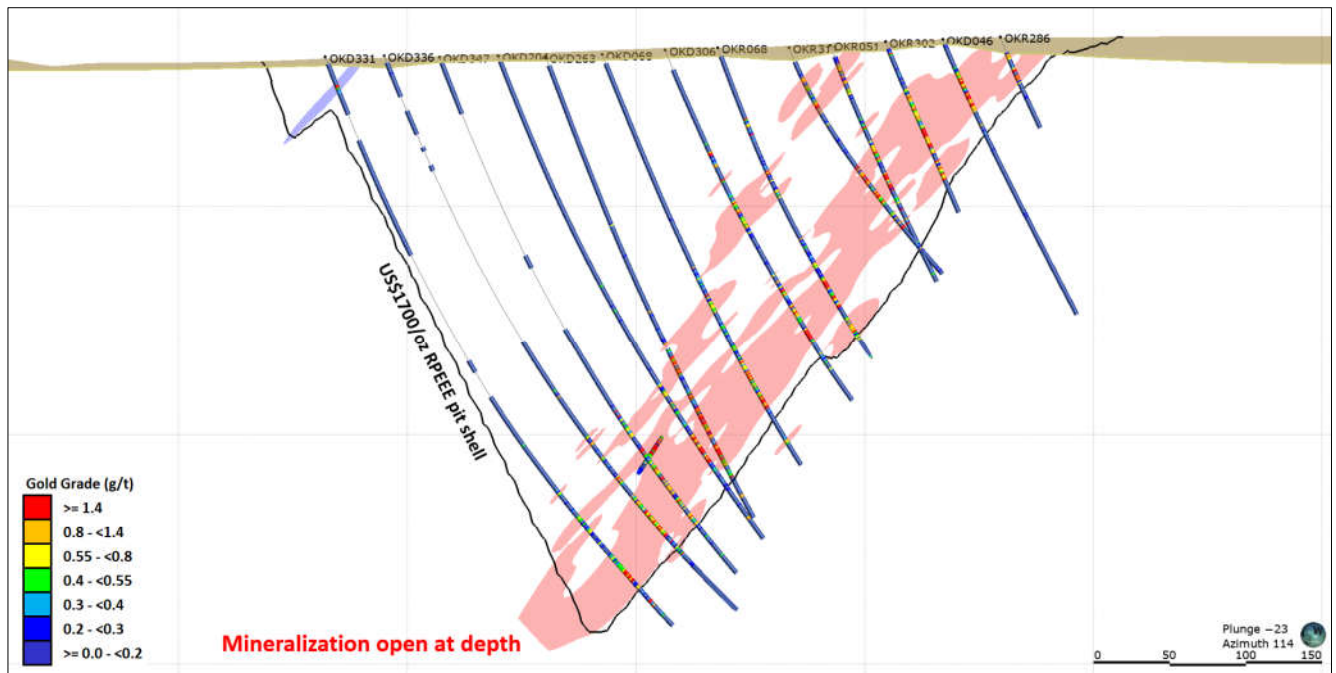 OKD331 OKD336 OKD347 OKD204 OKD253 OKD069 OKD306 OKR068 OKR051 OKR302 OKD046 OKR286
US$1700/oz RPEEE pit shell
Gold Grade (g/t)
>= 1.4
0.8 - <1.4
0.55 - <0.8
0.4 - <0.55
0.3 - <0.4
0.2 - <0.3
>= 0.0 - <0.2
Mineralization open at depth
Plunge −23
Azimuth 114
0 50 100 150